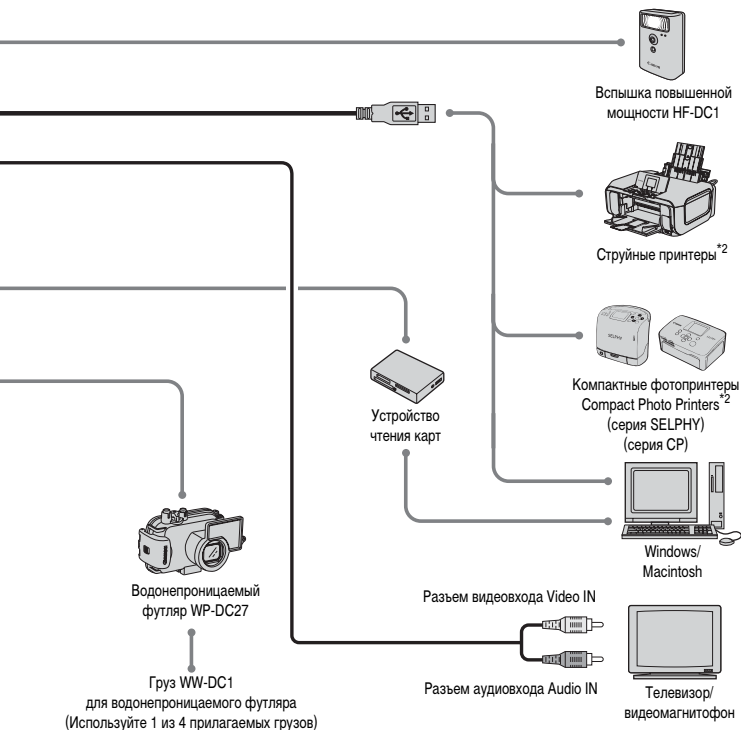 Вспышка повышенной
мощности HF-DC1
Струйные принтеры*2
SELPHY
Компактные фотопринтеры
Compact Photo Printers*2
(серия SELPHY)
(серия CP)
Устройство
чтения карт
Windows/
Macintosh
Водонепроницаемый
футляр WP-DC27
Разъем видеовхода Video IN
Груз WW-DC1
для водонепроницаемого футляра
(Используйте 1 из 4 прилагаемых грузов)
Разъем аудиовхода Audio IN
Телевизор/
видеомагнитофон